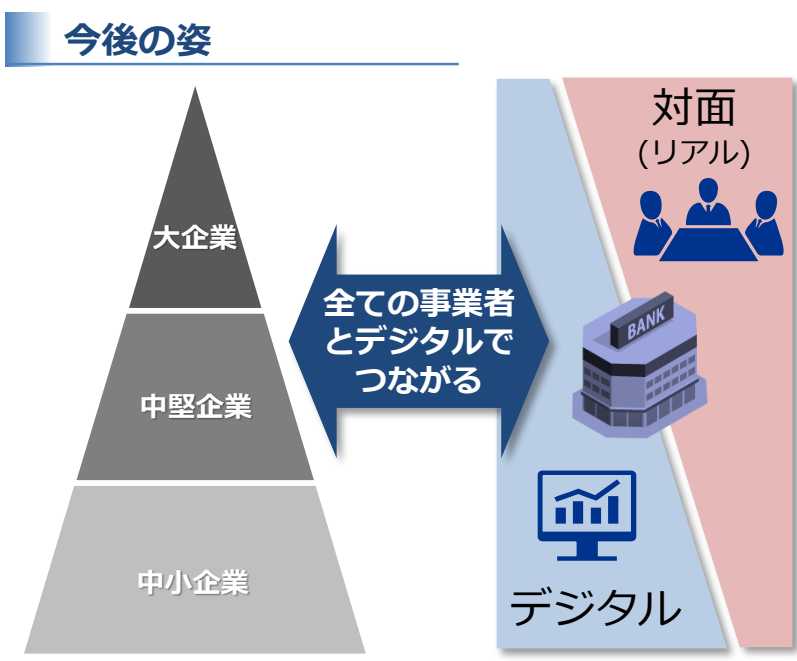 今後の姿
大企業
中堅企業
中小企業
全ての事業者
とデジタルで
つながる
対面
(リアル)
BANK
デジタル